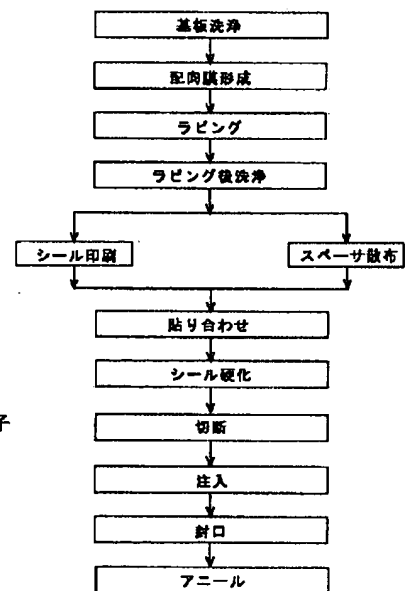 基板洗浄
配向膜形成
ラビング
ラビング後洗浄
シール印刷
スペーサ散布
貼り合わせ
シール硬化
子
切断
注入
封口
アニール